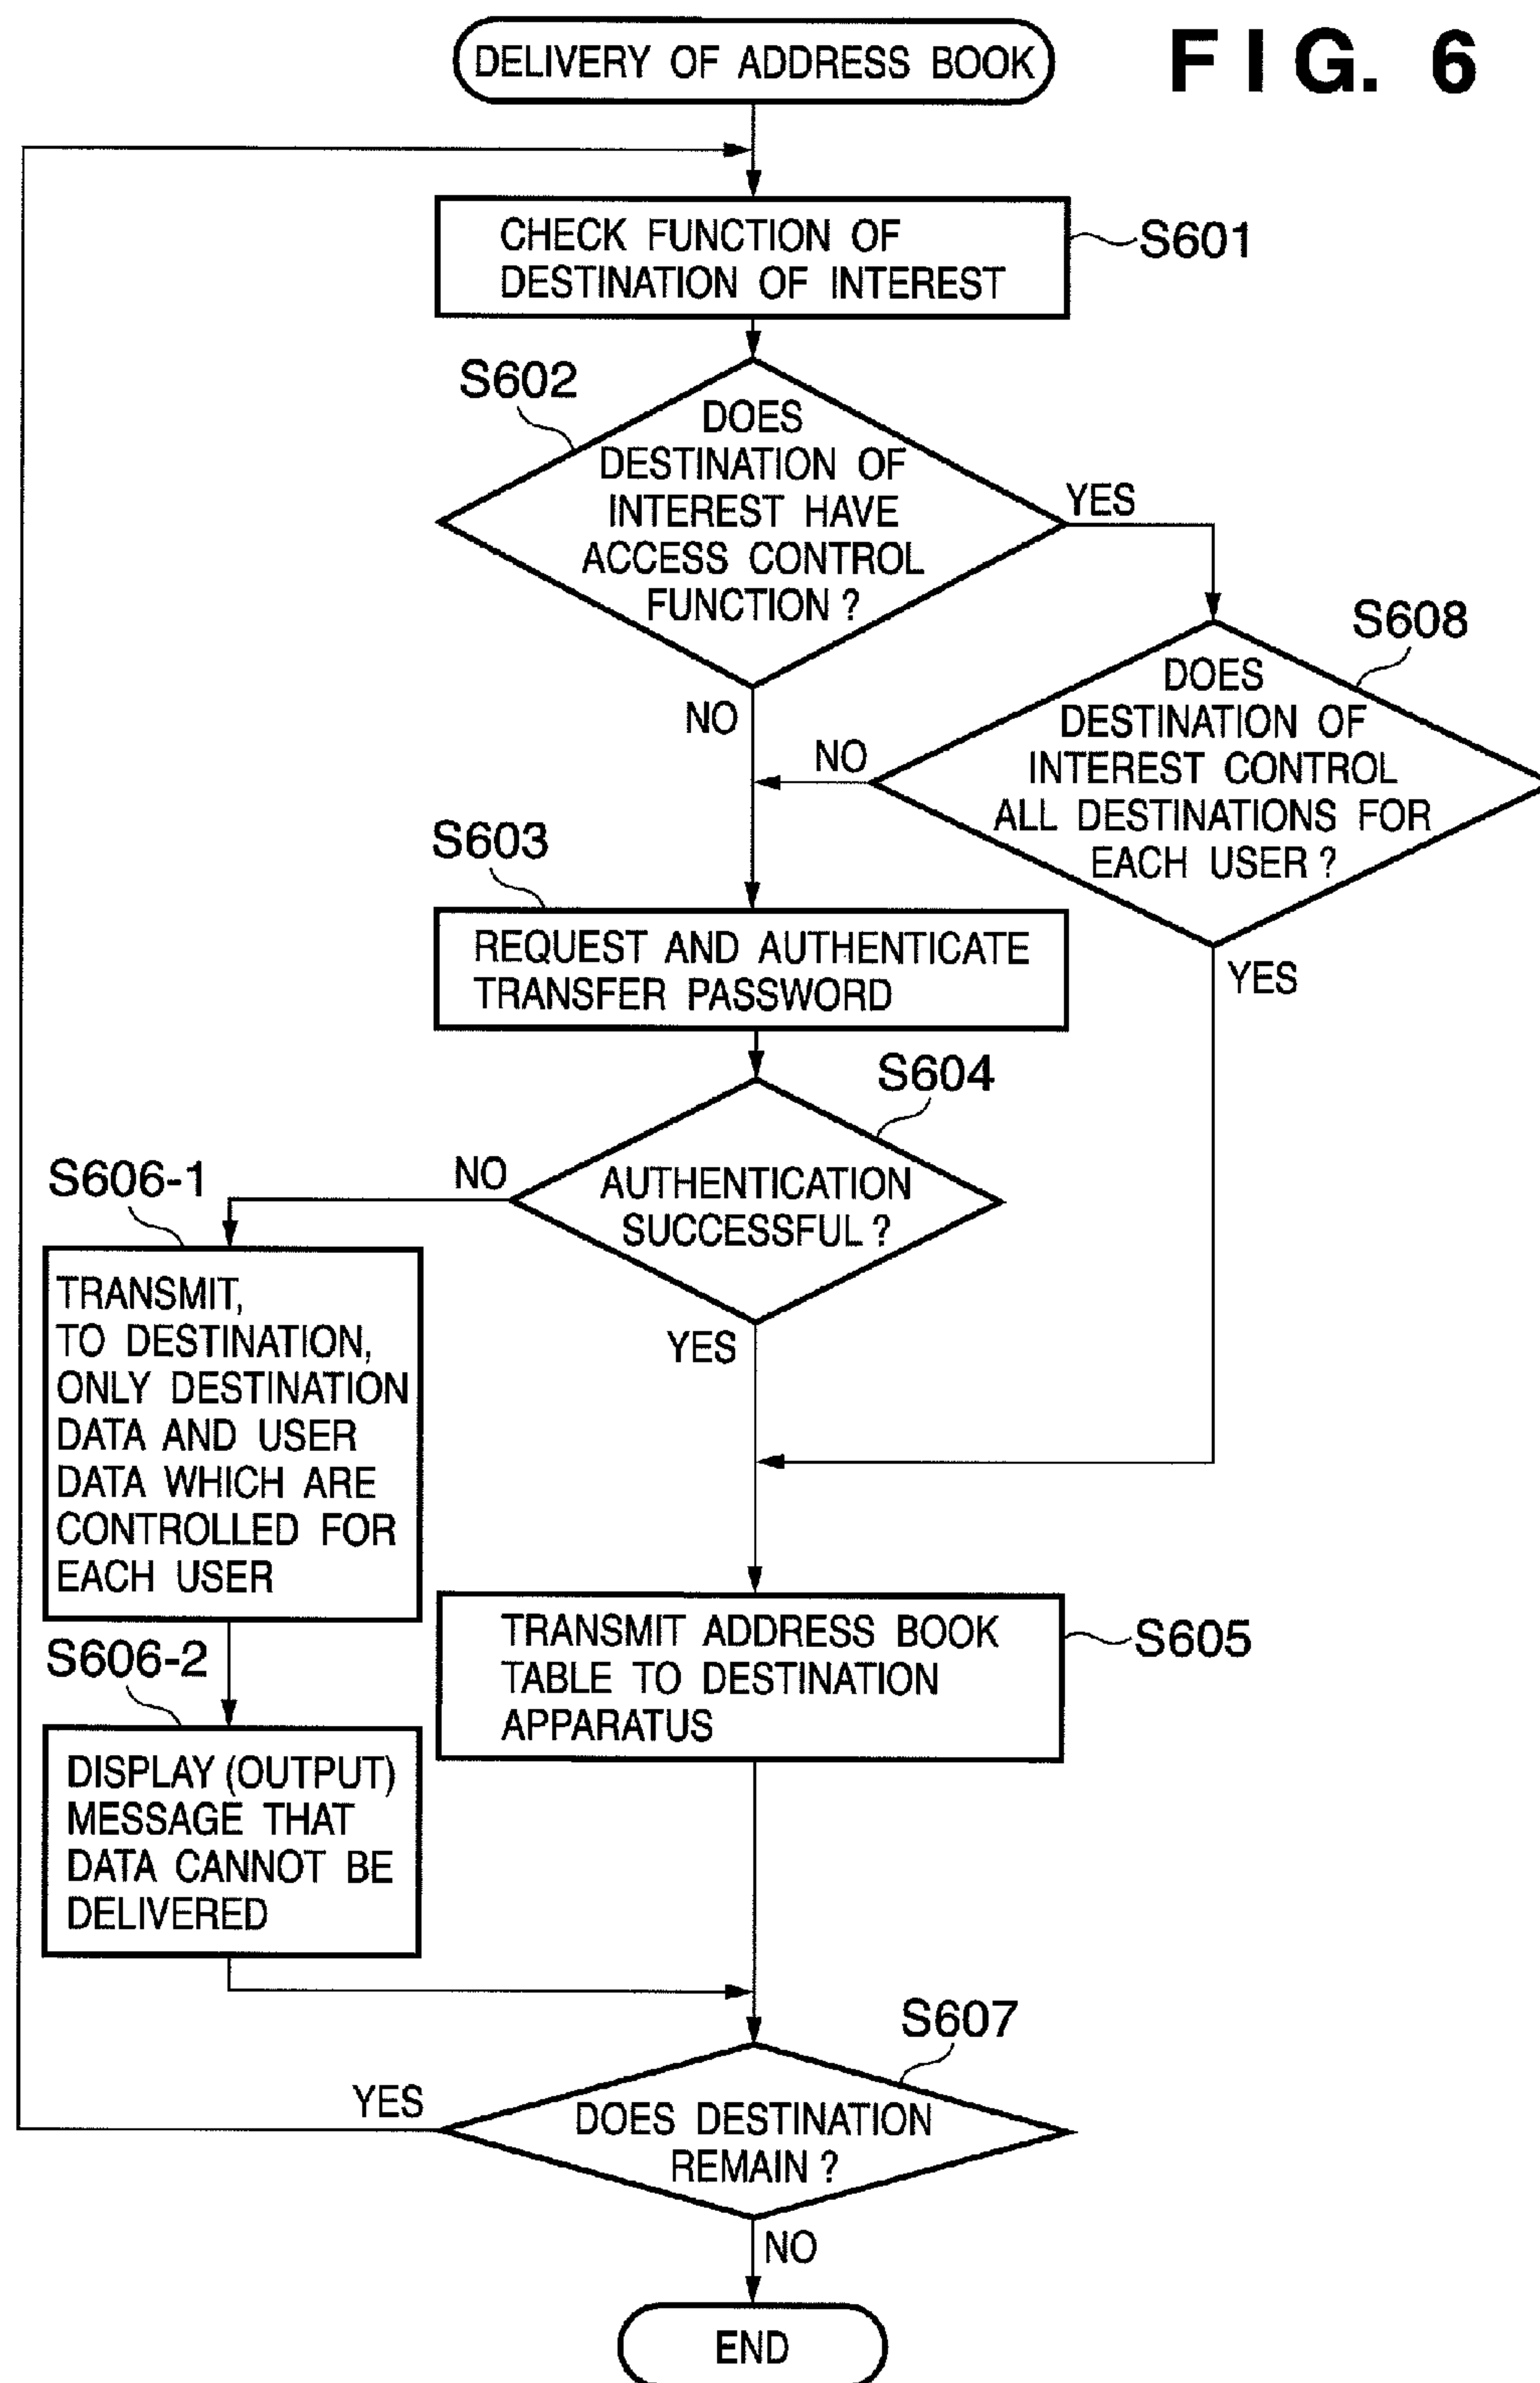 FIG. 6
DELIVERY OF ADDRESS BOOK
CHECK FUNCTION OF
DESTINATION OF INTEREST
S601
S602
DOES
DESTINATION OF
INTEREST HAVE
ACCESS CONTROL
FUNCTION ?
YES
NO
S608
DOES
DESTINATION OF
INTEREST CONTROL
ALL DESTINATIONS FOR
EACH USER ?
NO
YES
S603
REQUEST AND AUTHENTICATE
TRANSFER PASSWORD
S604
AUTHENTICATION
SUCCESSFUL ?
NO
YES
S606-1
TRANSMIT,
TO DESTINATION,
ONLY DESTINATION
DATA AND USER
DATA WHICH ARE
CONTROLLED FOR
EACH USER
S606-2
DISPLAY (OUTPUT)
MESSAGE THAT
DATA CANNOT BE
DELIVERED
TRANSMIT ADDRESS BOOK
TABLE TO DESTINATION
APPARATUS
S605
S607
DOES DESTINATION
REMAIN ?
YES
NO
END